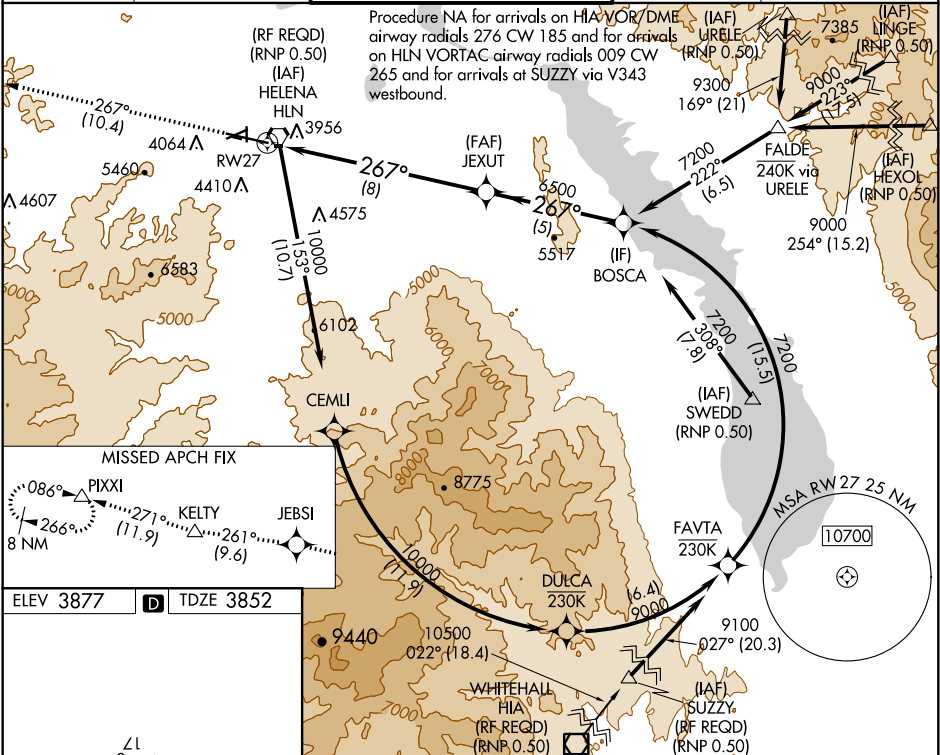 Procedure NA for arrivals on HIA VOR/DME
airway radials 276 CW 185 and for arrivals
on HLN VORTAC airway radials 009 CW
265 and for arrivals at SUZZY via V343
westbound.
(RF REQD)
(RNP 0.50)
(IAF)
HELENA
HLN
(IAF)
URELE
(RNP 0.50)
7385
(IAF)
LINGE
(RNP 0.50)
9300
169° (21)
9000
223°
(17.5)
267°
(10.4)
4064
3956
RW27
5460
4410
4607
4575
267°
(8)
(FAF)
JEXUT
6500
267°
(5)
5517
(IF)
BOSCA
7200
222°
(6.5)
FALDE
240K via
URELE
(IAF)
HEXOL
(RNP 0.50)
9000
254° (15.2)
10000
153°
(10.7)
6583
6000
5000
5000
6102
6000
7000
8000
9000
6000
7200
308°
(7.8)
7200
(15.5)
(IAF)
SWEDD
(RNP 0.50)
CEMLI
8775
MISSED APCH FIX
086°
PIXXI
266°
8 NM
271°
(11.9)
KELTY
261°
(9.6)
JEBSI
MSA RW27 25 NM
10700
FAVTA
230K
10000
(11.9)
DULCA
230K
(6.4)
9000
ELEV 3877
D
TDZE 3852
9440
10500
022° (18.4)
9100
027° (20.3)
WHITEHALL
HIA
(RF REQD)
(RNP 0.50)
(IAF)
SUZZY
(RF REQD)
(RNP 0.50)
17